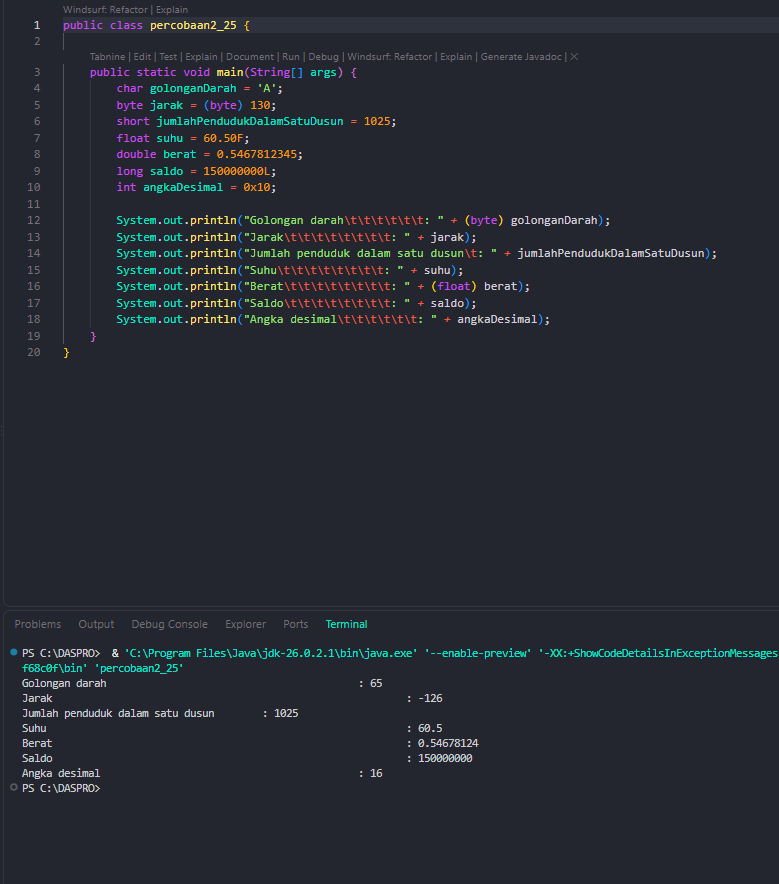 Windsurf: Refactor | Explain
1 public class percobaan2_25 {
2
Tabnine | Edit | Test | Explain | Document | Run | Debug | Windsurf: Refactor | Explain | Generate Javadoc | ×
3 public static void main(String[] args) {
4 char golonganDarah = 'A';
5 byte jarak = (byte) 130;
6 short jumlahPendudukDalamSatuDusun = 1025;
7 float suhu = 60.50F;
8 double berat = 0.5467812345;
9 long saldo = 150000000L;
10 int angkaDesimal = 0x10;
11
12 System.out.println("Golongan darah\t\t\t\t\t\t: " + (byte) golonganDarah);
13 System.out.println("Jarak\t\t\t\t\t\t\t\t: " + jarak);
14 System.out.println("Jumlah penduduk dalam satu dusun\t: " + jumlahPendudukDalamSatuDusun);
15 System.out.println("Suhu\t\t\t\t\t\t\t\t: " + suhu);
16 System.out.println("Berat\t\t\t\t\t\t\t\t: " + (float) berat);
17 System.out.println("Saldo\t\t\t\t\t\t\t\t: " + saldo);
18 System.out.println("Angka desimal\t\t\t\t\t\t: " + angkaDesimal);
19 }
20 }
Problems Output Debug Console Explorer Ports Terminal
PS C:\DASPRO> & 'C:\Program Files\Java\jdk-26.0.2.1\bin\java.exe' '--enable-preview' '-XX:+ShowCodeDetailsInExceptionMessages
f68c0f\bin' 'percobaan2_25'
Golongan darah : 65
Jarak : -126
Jumlah penduduk dalam satu dusun : 1025
Suhu : 60.5
Berat : 0.54678124
Saldo : 150000000
Angka desimal : 16
PS C:\DASPRO>